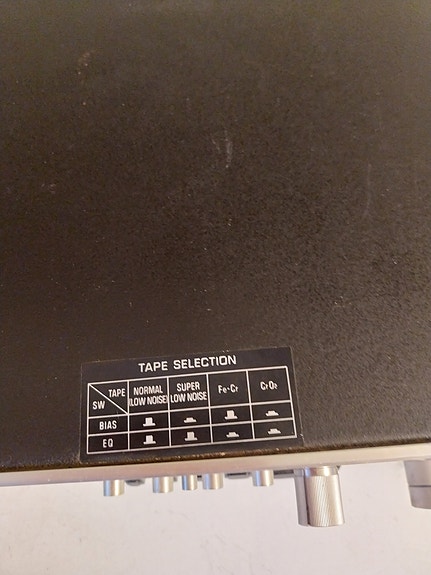 TAPE SELECTION
TAPE
SW
NORMAL
(LOW NOISE)
SUPER
LOW NOISE
Fe-Cr
CrO2
BIAS
EQ